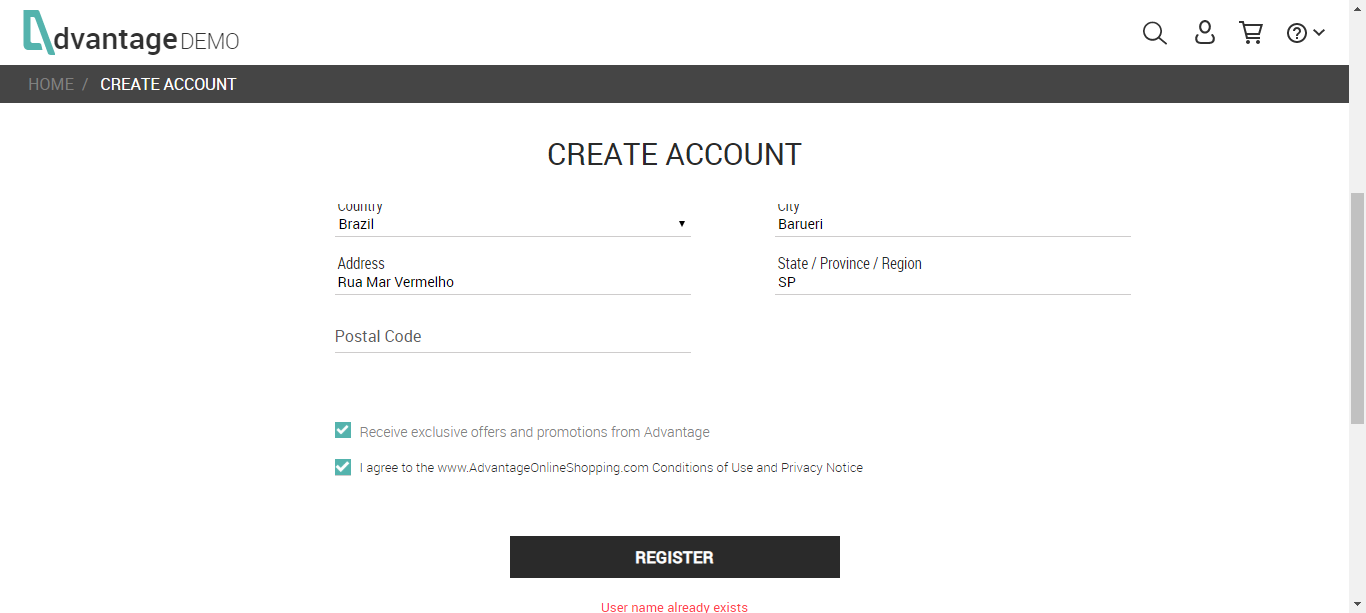 dvantage DEMO
HOME / CREATE ACCOUNT
CREATE ACCOUNT
Country City
Brazil Barueri
Address State / Province / Region
Rua Mar Vermelho SP
Postal Code
Receive exclusive offers and promotions from Advantage
I agree to the www.AdvantageOnlineShopping.com Conditions of Use and Privacy Notice
REGISTER
User name already exists